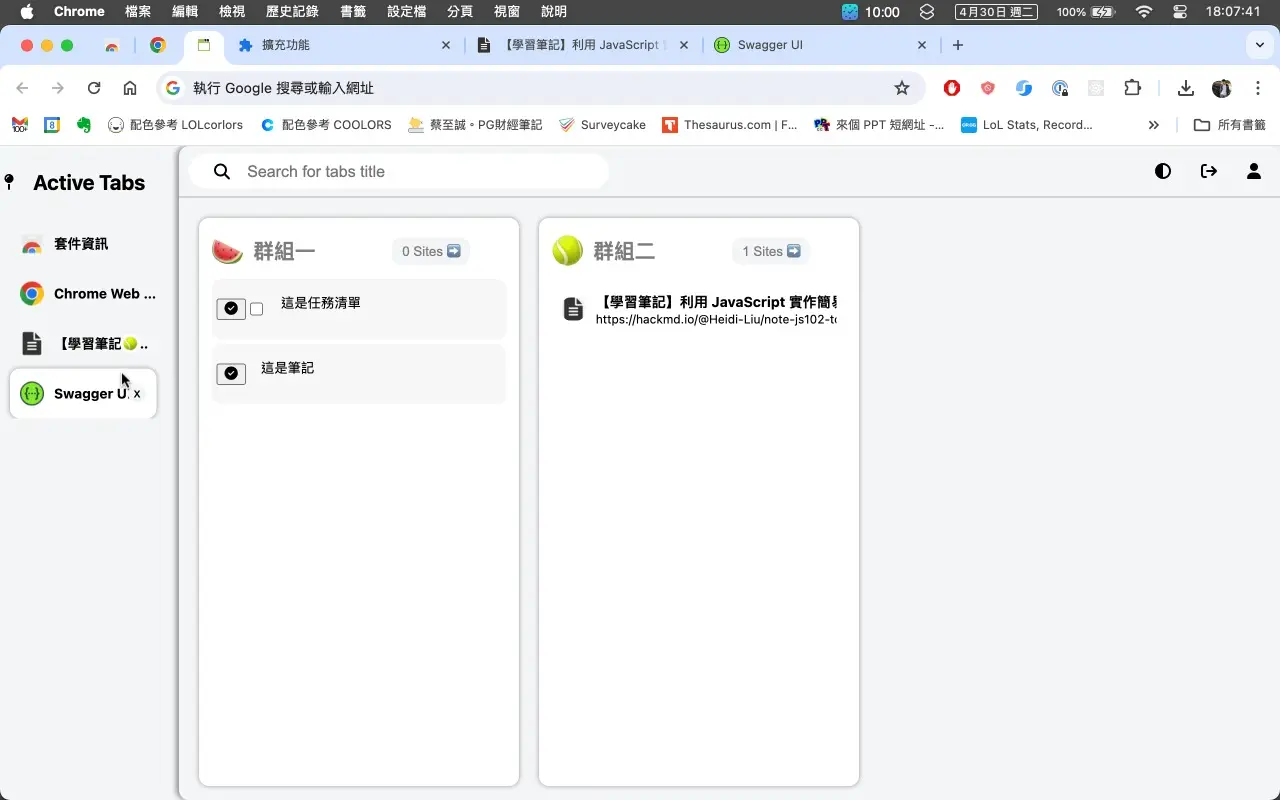 Chrome 檔案 編輯 檢視 歷史記錄 書籤 設定檔 分頁 視窗 說明 10:00 4月30日 週二 100% 18:07:41
擴充功能 【學習筆記】利用 JavaScript Swagger UI
執行 Google 搜尋或輸入網址
配色參考 LOLcorlors 配色參考 COOLORS 蔡至誠。PG財經筆記 Surveycake Thesaurus.com | F... 來個 PPT 短網址 -... LoL Stats, Record... 所有書籤
Active Tabs
Search for tabs title
套件資訊
Chrome Web ...
【學習筆記🎾..
Swagger U. x
🍉 群組一 0 Sites ➡️
這是任務清單
這是筆記
🎾 群組二 1 Sites ➡️
【學習筆記】利用 JavaScript 實作簡易
https://hackmd.io/@Heidi-Liu/note-js102-to